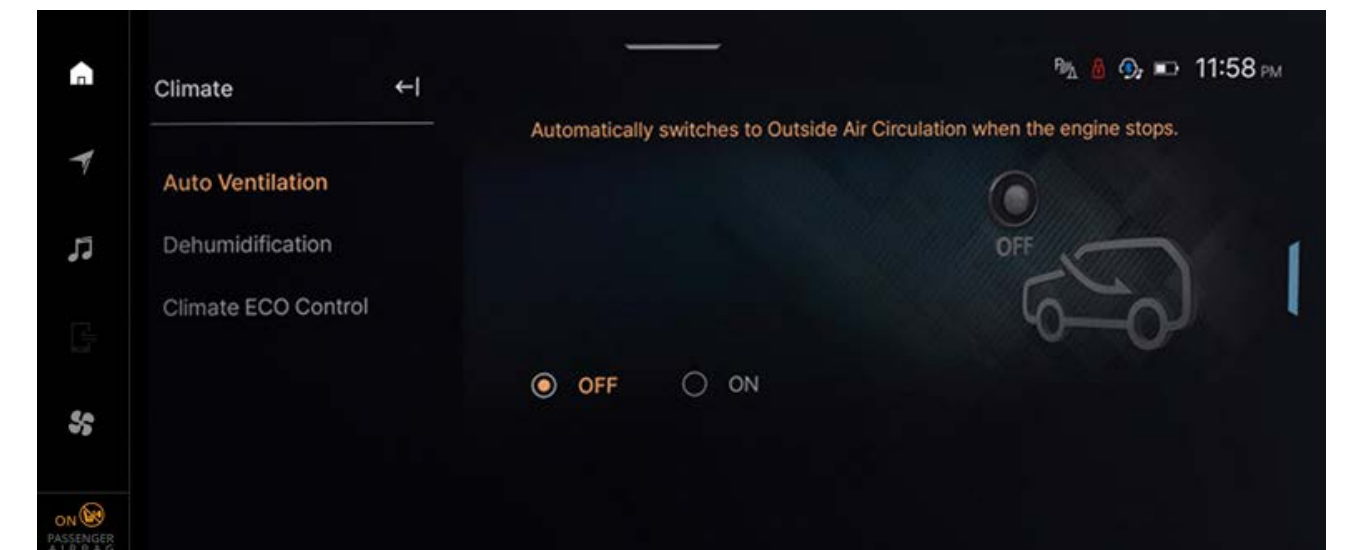 11:58 PM
Climate
Automatically switches to Outside Air Circulation when the engine stops.
Auto Ventilation
Dehumidification
OFF
Climate ECO Control
OFF
ON
ON
PASSENGER
AIRBAG